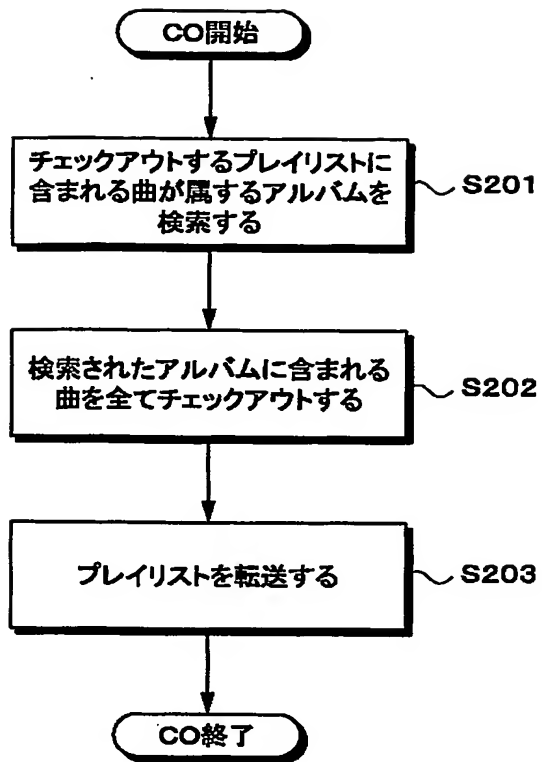 CO開始
チェックアウトするプレイリストに
含まれる曲が属するアルバムを
検索する
S201
検索されたアルバムに含まれる
曲を全てチェックアウトする
S202
プレイリストを転送する
S203
CO終了